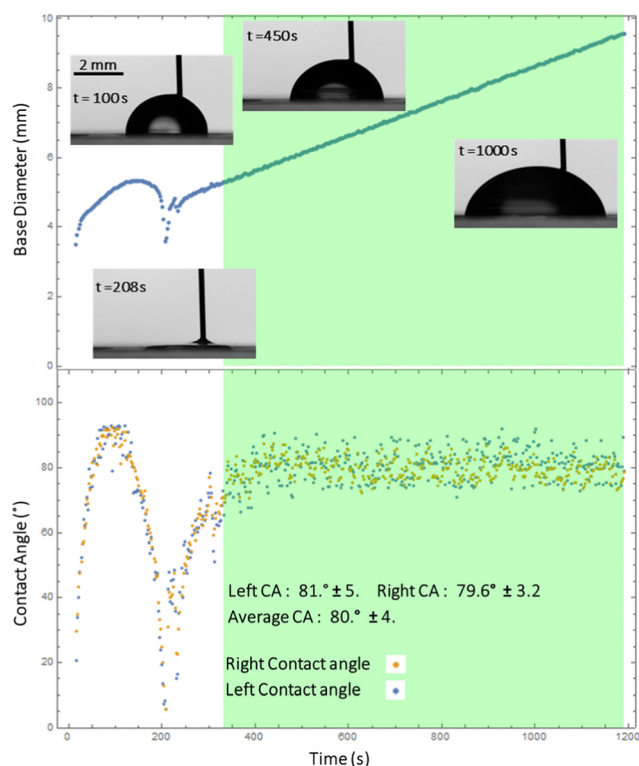 10
8
6
4
2
0
Base Diameter (mm)
2 mm
t = 100s
t =450s
t =1000s
t =208s
100
80
60
40
20
0
Contact Angle (°)
Left CA : 81.° ± 5. Right CA : 79.6° ± 3.2
Average CA : 80.° ± 4.
Right Contact angle
Left Contact angle
0 200 400 600 800 1000 1200
Time (s)